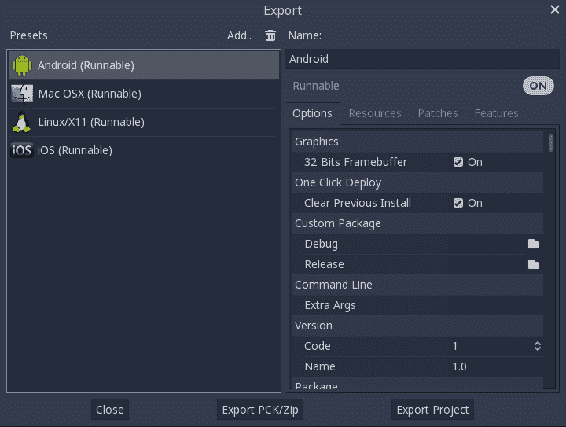 Export
Presets
Add..
Name:
Android (Runnable)
Mac OSX (Runnable)
Linux/X11 (Runnable)
iOS iOS (Runnable)
Android
Runnable
ON
Options Resources Patches Features
Graphics
32 Bits Framebuffer On
One Click Deploy
Clear Previous Install On
Custom Package
Debug
Release
Command Line
Extra Args
Version
Code 1
Name 1.0
Package
Close Export PCK/Zip Export Project